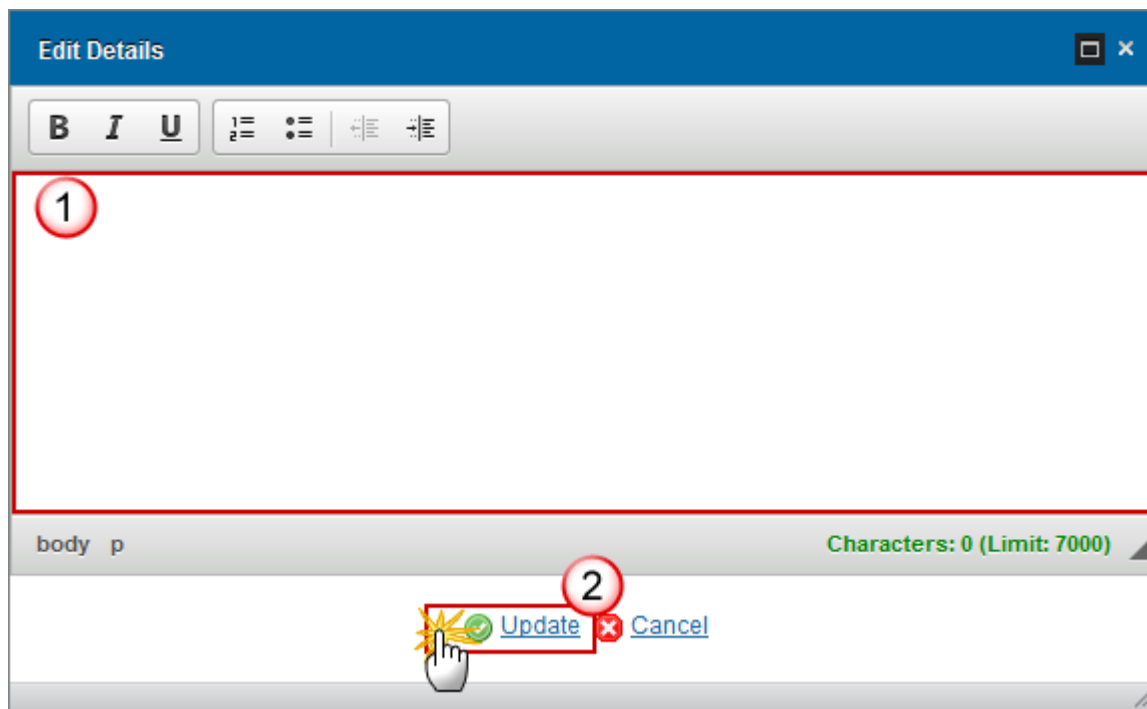 Edit Details
B I U
1
body p Characters: 0 (Limit: 7000)
2
Update Cancel